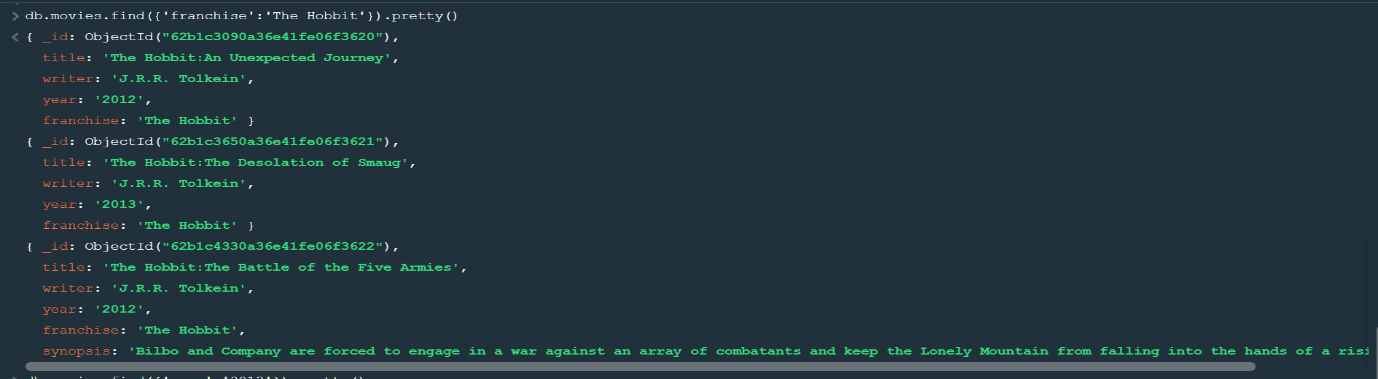 > db.movies.find({'franchise':'The Hobbit'}).pretty()
< { _id: ObjectId("62b1c3090a36e41fe06f3620"),
title: 'The Hobbit:An Unexpected Journey',
writer: 'J.R.R. Tolkein',
year: '2012',
franchise: 'The Hobbit' }
{ _id: ObjectId("62b1c3650a36e41fe06f3621"),
title: 'The Hobbit:The Desolation of Smaug',
writer: 'J.R.R. Tolkein',
year: '2013',
franchise: 'The Hobbit' }
{ _id: ObjectId("62b1c4330a36e41fe06f3622"),
title: 'The Hobbit:The Battle of the Five Armies',
writer: 'J.R.R. Tolkein',
year: '2012',
franchise: 'The Hobbit',
synopsis: 'Bilbo and Company are forced to engage in a war against an array of combatants and keep the Lonely Mountain from falling into the hands of a risi